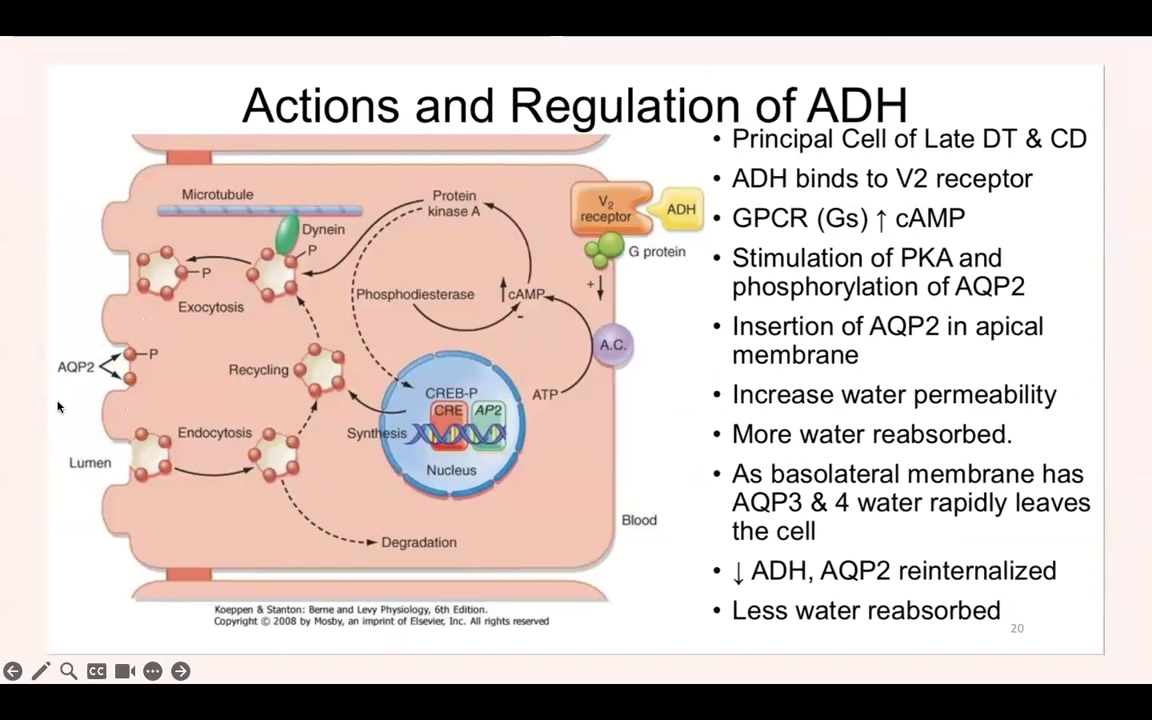 Actions and Regulation of ADH
Microtubule
Dynein
P
P
Exocytosis
Protein
kinase A
V2
receptor
ADH
G protein
+
Phosphodiesterase
↑cAMP
-
A.C.
ATP
AQP2
P
Recycling
CREB-P
CRE
AP2
Synthesis
Nucleus
Endocytosis
Lumen
Degradation
Blood
Koeppen & Stanton: Berne and Levy Physiology, 6th Edition.
Copyright © 2008 by Mosby, an imprint of Elsevier, Inc. All rights reserved
• Principal Cell of Late DT & CD
• ADH binds to V2 receptor
• GPCR (Gs) ↑ cAMP
• Stimulation of PKA and
phosphorylation of AQP2
• Insertion of AQP2 in apical
membrane
• Increase water permeability
• More water reabsorbed.
• As basolateral membrane has
AQP3 & 4 water rapidly leaves
the cell
• ↓ ADH, AQP2 reinternalized
• Less water reabsorbed
20
CC